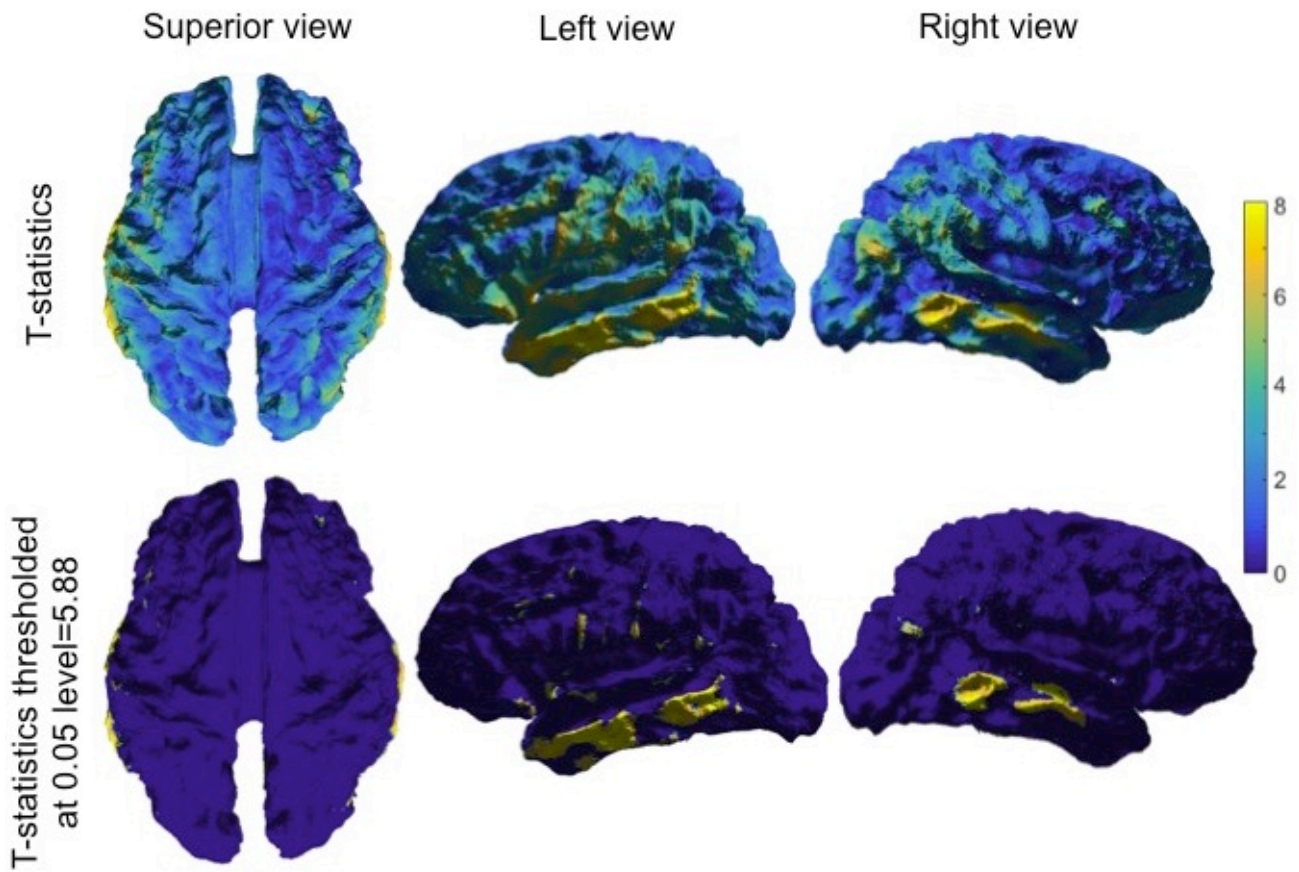 Superior view
Left view
Right view
T-statistics
8
6
4
2
0
T-statistics thresholded
at 0.05 level=5.88